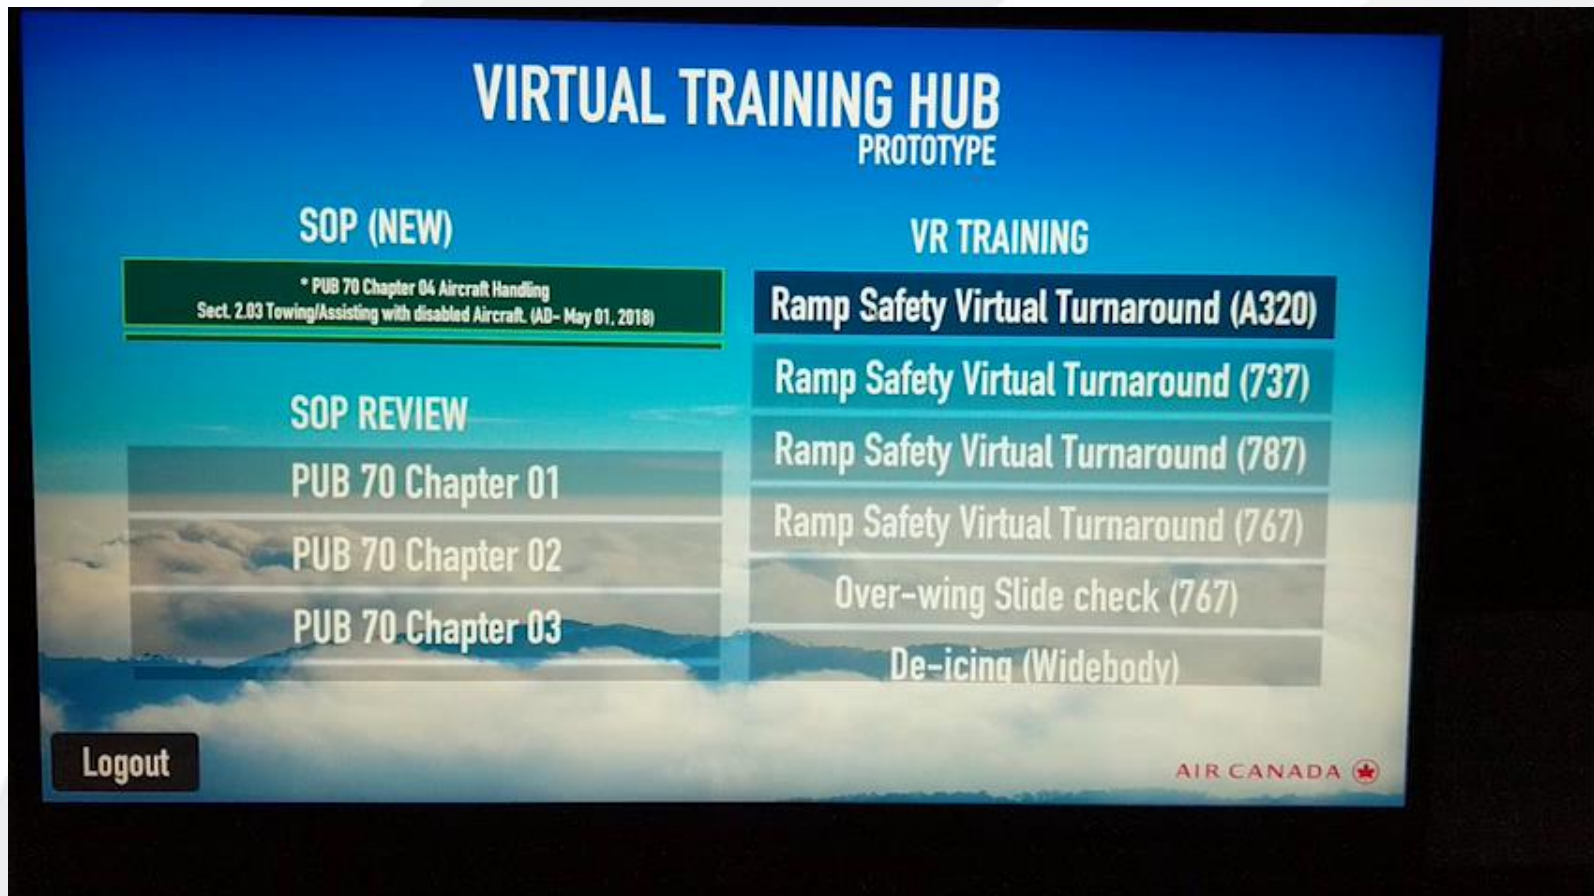 VIRTUAL TRAINING HUB
PROTOTYPE
SOP (NEW)
* PUB 70 Chapter 04 Aircraft Handling
Sect. 2.03 Towing/Assisting with disabled Aircraft. (AD- May 01, 2018)
SOP REVIEW
PUB 70 Chapter 01
PUB 70 Chapter 02
PUB 70 Chapter 03
VR TRAINING
Ramp Safety Virtual Turnaround (A320)
Ramp Safety Virtual Turnaround (737)
Ramp Safety Virtual Turnaround (787)
Ramp Safety Virtual Turnaround (767)
Over-wing Slide check (767)
De-icing (Widebody)
Logout
AIR CANADA